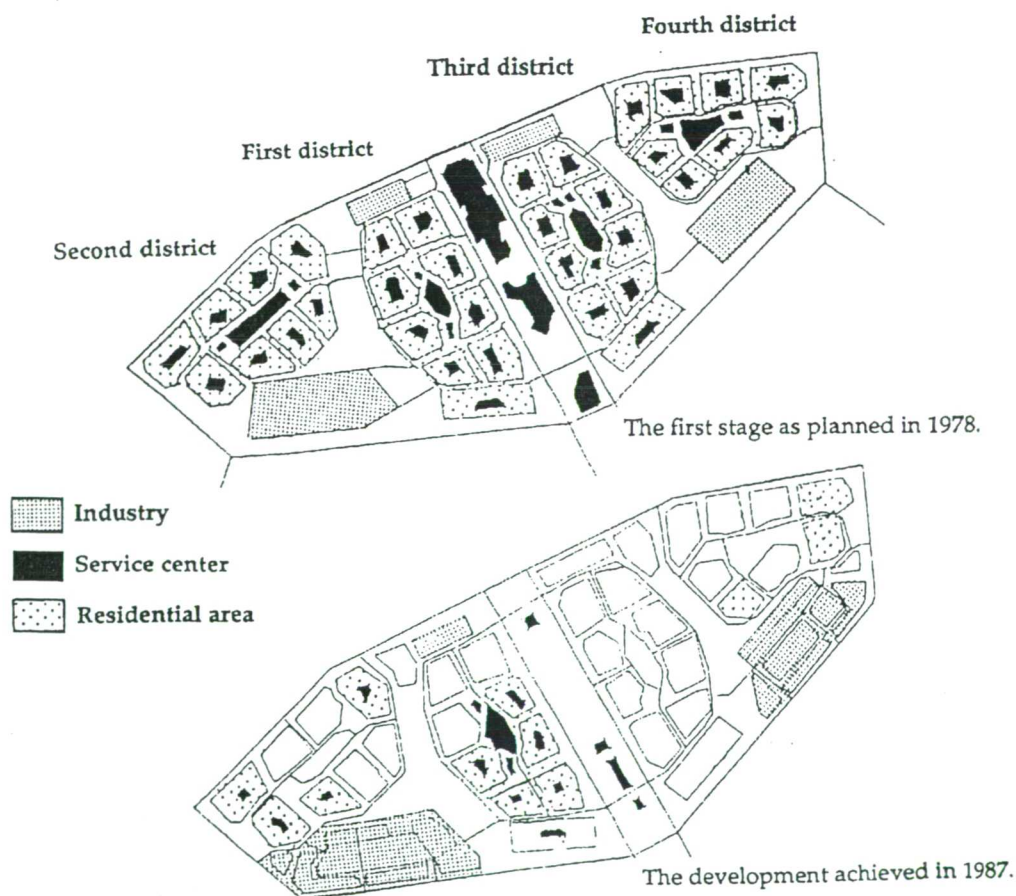 Fourth district
Third district
First district
Second district
The first stage as planned in 1978.
Industry
Service center
Residential area
The development achieved in 1987.